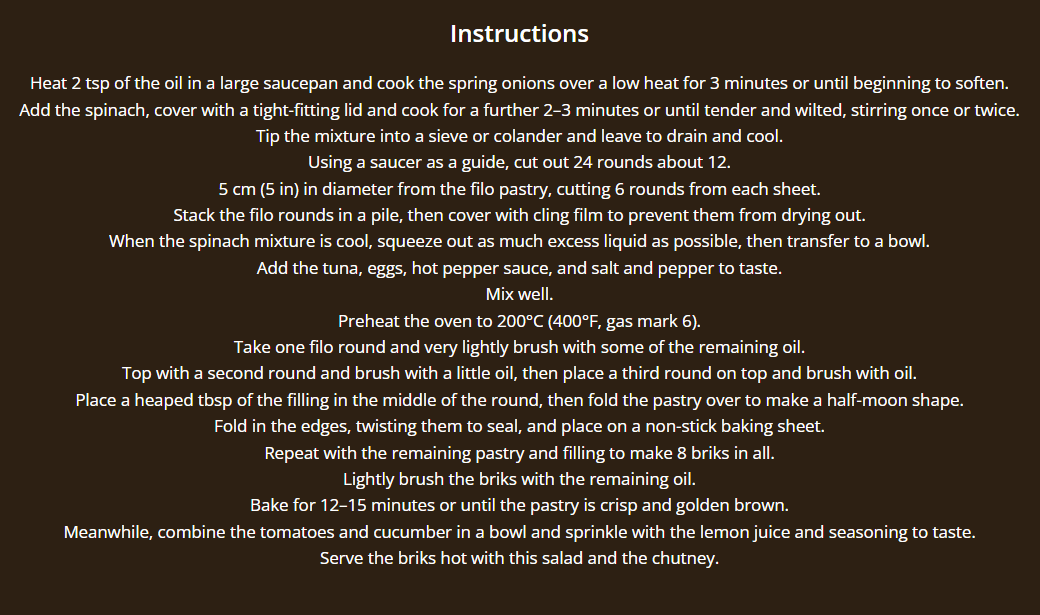 Instructions
Heat 2 tsp of the oil in a large saucepan and cook the spring onions over a low heat for 3 minutes or until beginning to soften.
Add the spinach, cover with a tight-fitting lid and cook for a further 2–3 minutes or until tender and wilted, stirring once or twice.
Tip the mixture into a sieve or colander and leave to drain and cool.
Using a saucer as a guide, cut out 24 rounds about 12.
5 cm (5 in) in diameter from the filo pastry, cutting 6 rounds from each sheet.
Stack the filo rounds in a pile, then cover with cling film to prevent them from drying out.
When the spinach mixture is cool, squeeze out as much excess liquid as possible, then transfer to a bowl.
Add the tuna, eggs, hot pepper sauce, and salt and pepper to taste.
Mix well.
Preheat the oven to 200°C (400°F, gas mark 6).
Take one filo round and very lightly brush with some of the remaining oil.
Top with a second round and brush with a little oil, then place a third round on top and brush with oil.
Place a heaped tbsp of the filling in the middle of the round, then fold the pastry over to make a half-moon shape.
Fold in the edges, twisting them to seal, and place on a non-stick baking sheet.
Repeat with the remaining pastry and filling to make 8 briks in all.
Lightly brush the briks with the remaining oil.
Bake for 12–15 minutes or until the pastry is crisp and golden brown.
Meanwhile, combine the tomatoes and cucumber in a bowl and sprinkle with the lemon juice and seasoning to taste.
Serve the briks hot with this salad and the chutney.